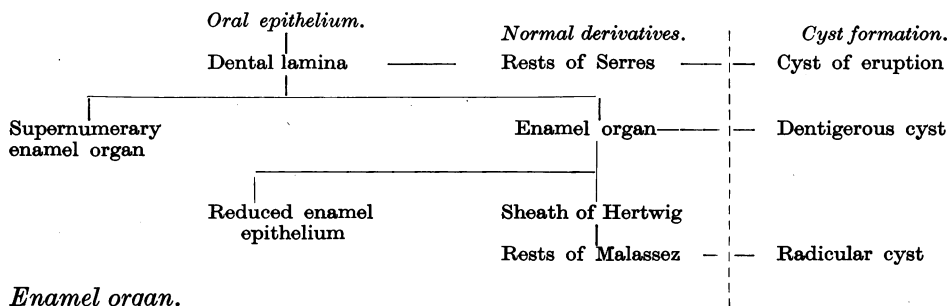 Oral epithelium.
Normal derivatives. Cyst formation.
Dental lamina Rests of Serres Cyst of eruption
Supernumerary Enamel organ Dentigerous cyst
enamel organ
Reduced enamel Sheath of Hertwig
epithelium
Rests of Malassez Radicular cyst
Enamel organ.